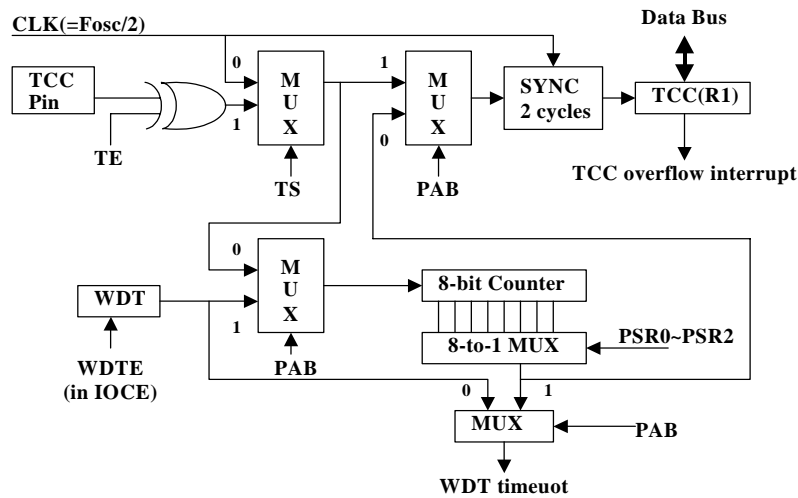 CLK(=Fosc/2)
Data Bus
0
TCC
Pin
1
TE
M
U
X
TS
1
0
M
U
X
PAB
SYNC
2 cycles
TCC(R1)
TCC overflow interrupt
0
WDT
1
WDTE
(in IOCE)
M
U
X
PAB
8-bit Counter
8-to-1 MUX
PSR0~PSR2
0
1
MUX
PAB
WDT timeuot